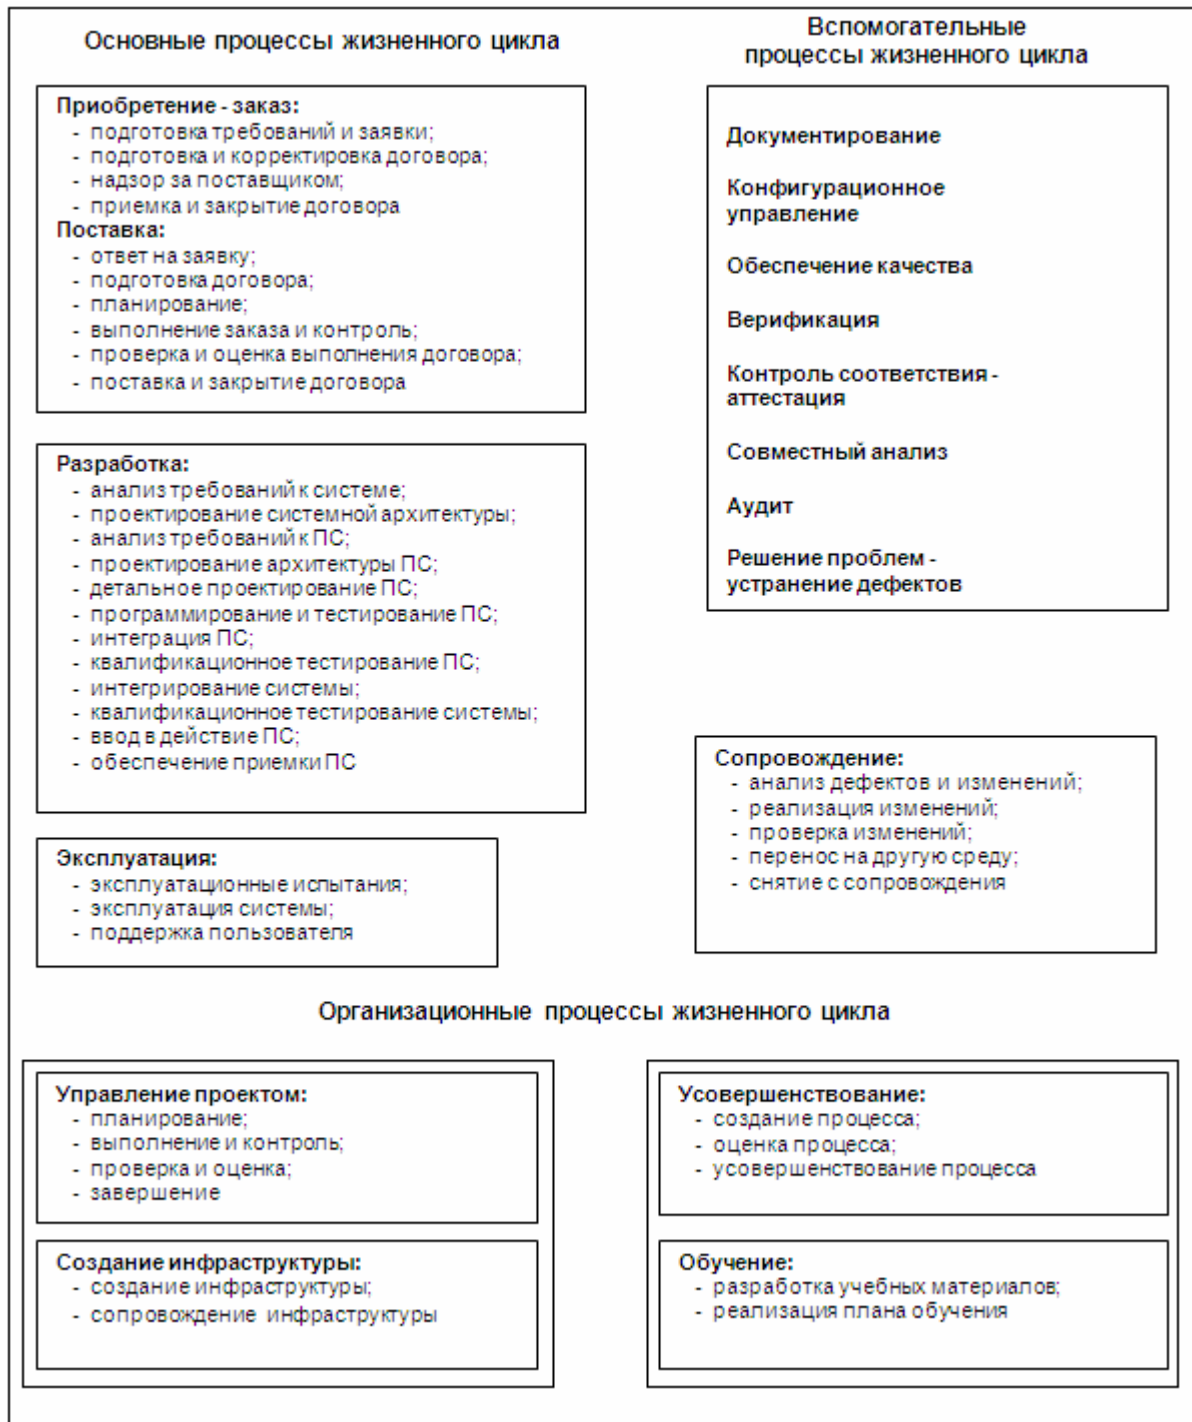 Основные процессы жизненного цикла
Вспомогательные
процессы жизненного цикла
Приобретение - заказ:
- подготовка требований и заявки;
- подготовка и корректировка договора;
- надзор за поставщиком;
- приемка и закрытие договора
Поставка:
- ответ на заявку;
- подготовка договора;
- планирование;
- выполнение заказа и контроль;
- проверка и оценка выполнения договора;
- поставка и закрытие договора
Документирование
Конфигурационное
управление
Обеспечение качества
Верификация
Контроль соответствия -
аттестация
Совместный анализ
Аудит
Решение проблем -
устранение дефектов
Разработка:
- анализ требований к системе;
- проектирование системной архитектуры;
- анализ требований к ПС;
- проектирование архитектуры ПС;
- детальное проектирование ПС;
- программирование и тестирование ПС;
- интеграция ПС;
- квалификационное тестирование ПС;
- интегрирование системы;
- квалификационное тестирование системы;
- ввод в действие ПС;
- обеспечение приемки ПС
Сопровождение:
- анализ дефектов и изменений;
- реализация изменений;
- проверка изменений;
- перенос на другую среду;
- снятие с сопровождения
Эксплуатация:
- эксплуатационные испытания;
- эксплуатация системы;
- поддержка пользователя
Организационные процессы жизненного цикла
Управление проектом:
- планирование;
- выполнение и контроль;
- проверка и оценка;
- завершение
Создание инфраструктуры:
- создание инфраструктуры;
- сопровождение инфраструктуры
Усовершенствование:
- создание процесса;
- оценка процесса;
- усовершенствование процесса
Обучение:
- разработка учебных материалов;
- реализация плана обучения